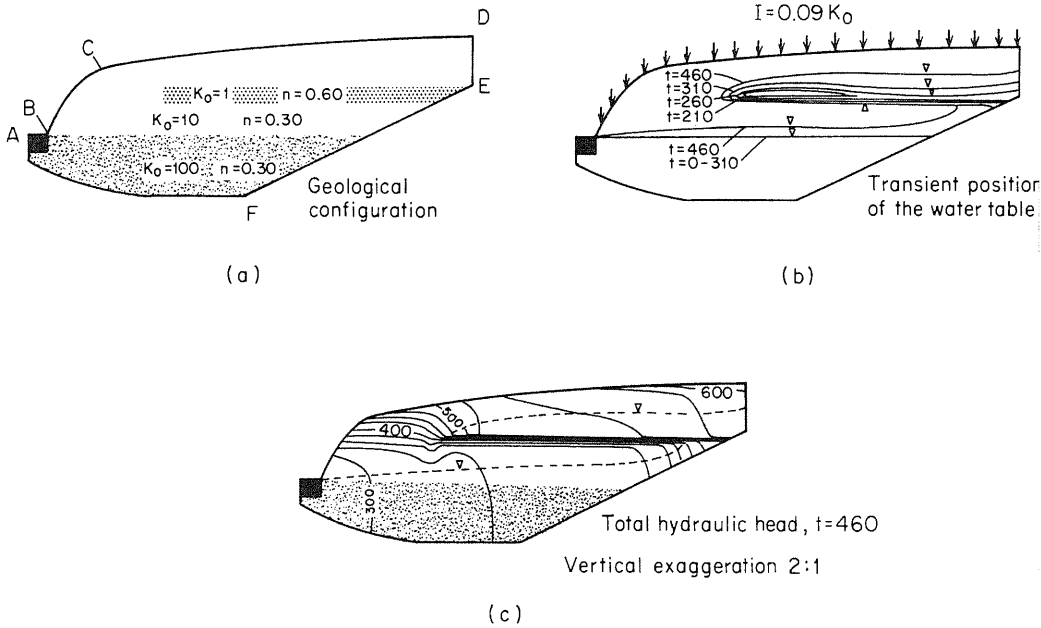 A
B
C
D
E
F
K₀=1 n=0.60
K₀=10 n=0.30
K₀=100 n=0.30
Geological
configuration
(a)
I=0.09K₀
t=460
t=310
t=260
t=210
t=460
t=0-310
Transient position
of the water table
(b)
400
500
600
300
Total hydraulic head, t=460
Vertical exaggeration 2:1
(c)